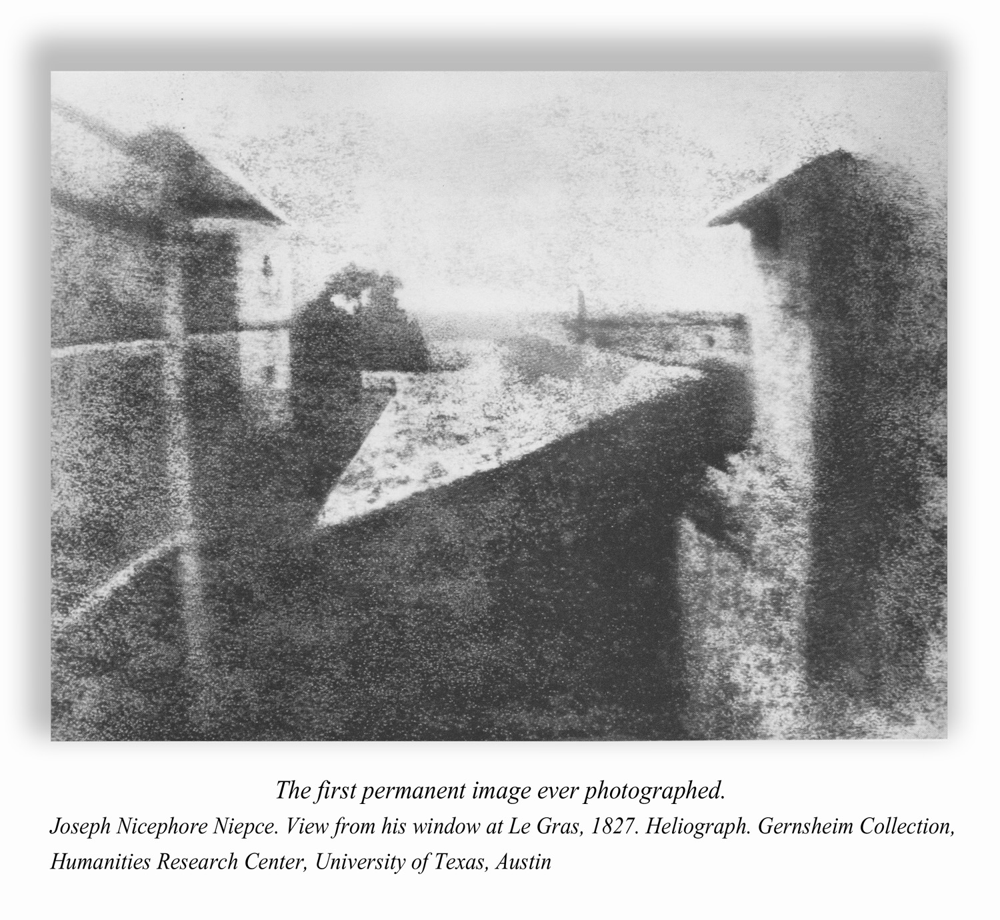 The first permanent image ever photographed.
Joseph Nicephore Niepce. View from his window at Le Gras, 1827. Heliograph. Gernsheim Collection,
Humanities Research Center, University of Texas, Austin